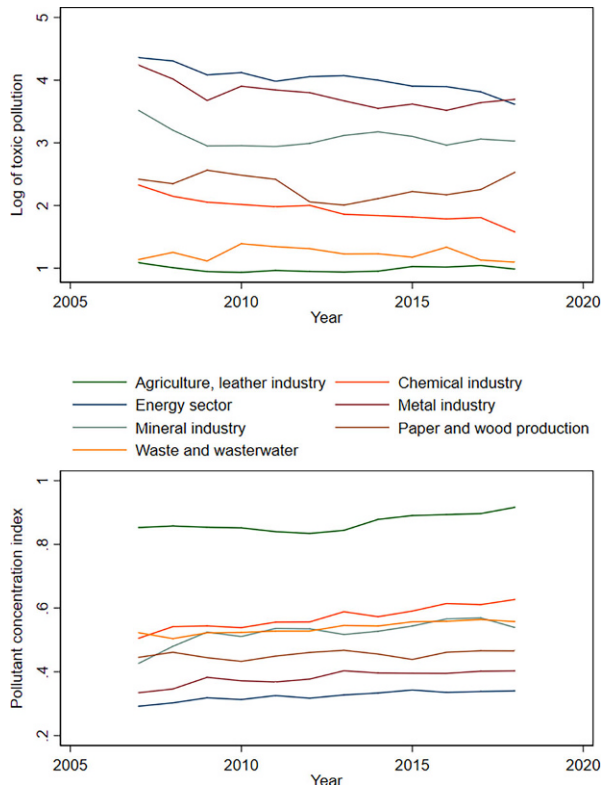 Log of toxic pollution
5
4
3
2
1
2005 2010 2015 2020
Year
Agriculture, leather industry Chemical industry
Energy sector Metal industry
Mineral industry Paper and wood production
Waste and wasterwater
Pollutant concentration index
1
.8
.6
.4
.2
2005 2010 2015 2020
Year